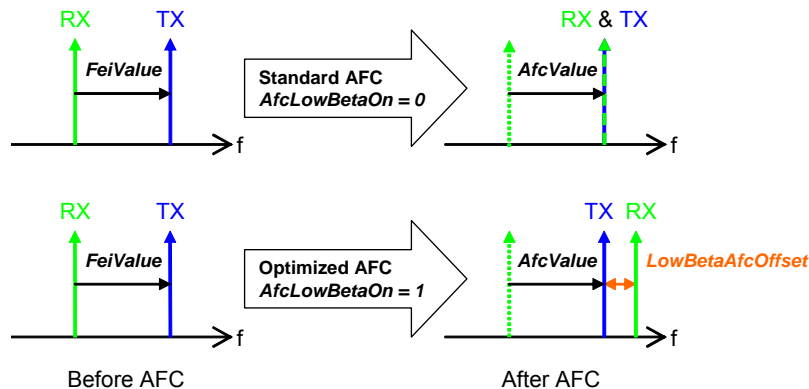 RX TX
FeiValue
f
Standard AFC
AfcLowBetaOn = 0
RX & TX
AfcValue
f
RX TX
FeiValue
f
Optimized AFC
AfcLowBetaOn = 1
TX RX
AfcValue
LowBetaAfcOffset
f
Before AFC
After AFC